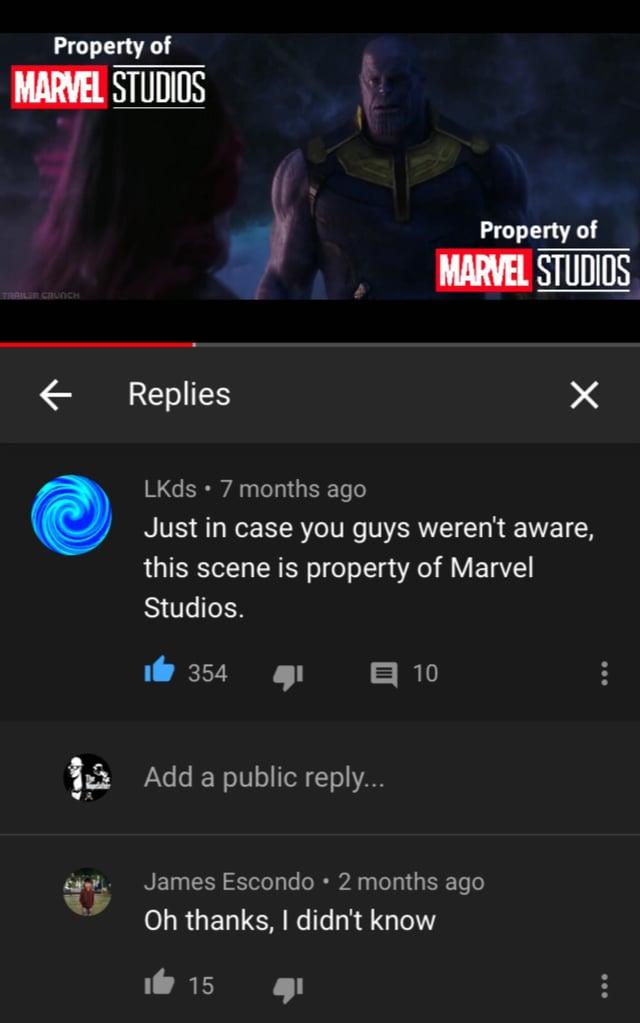 Property of
MARVEL STUDIOS
Property of
MARVEL STUDIOS
TRAILER CRUNCH
Replies
LKds • 7 months ago
Just in case you guys weren't aware,
this scene is property of Marvel
Studios.
354 10
Add a public reply...
James Escondo • 2 months ago
Oh thanks, I didn't know
15